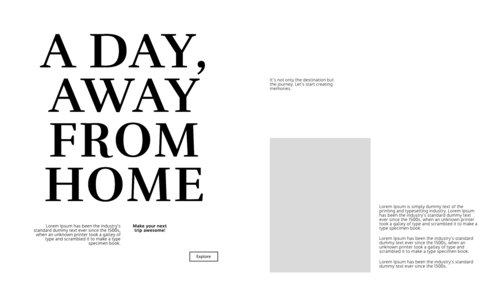 A DAY,
AWAY
FROM
HOME
Lorem Ipsum has been the industry's
standard dummy text ever since the 1500s,
when an unknown printer took a galley of
type and scrambled it to make a type
specimen book.
Make your next
trip awesome!
Explore
It's not only the destination but
the journey. Let's start creating
memories.
Lorem Ipsum is simply dummy text of the
printing and typesetting industry. Lorem Ipsum
has been the industry's standard dummy
text ever since the 1500s, when an unknown
printer took a galley of type and
scrambled it to make a type
specimen book.
Lorem Ipsum has been the industry's standard
dummy text ever since the 1500s, when an
unknown printer took a galley of type and
scrambled it to make a type specimen book.
Lorem Ipsum has been the industry's standard
dummy text ever since the 1500s.